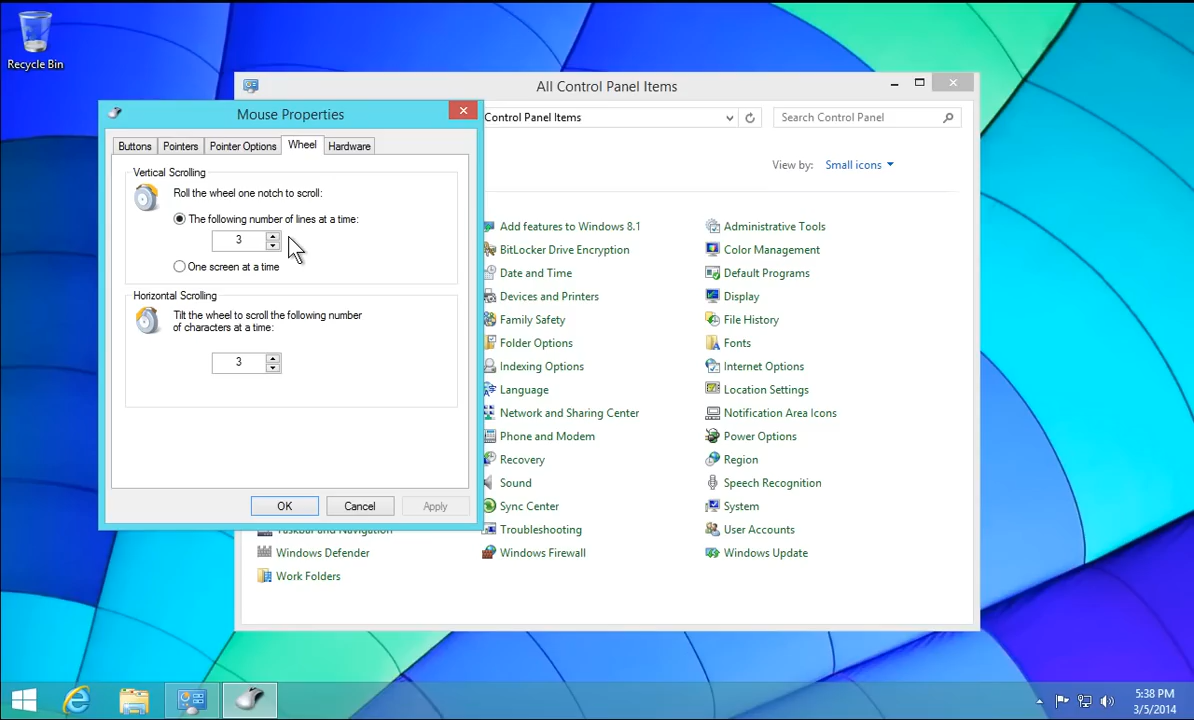 Recycle Bin
All Control Panel Items
Control Panel Items
Search Control Panel
View by: Small icons
Mouse Properties
Buttons Pointers Pointer Options Wheel Hardware
Vertical Scrolling
Roll the wheel one notch to scroll:
The following number of lines at a time:
3
One screen at a time
Horizontal Scrolling
Tilt the wheel to scroll the following number
of characters at a time:
3
OK Cancel Apply
Add features to Windows 8.1 Administrative Tools
BitLocker Drive Encryption Color Management
Date and Time Default Programs
Devices and Printers Display
Family Safety File History
Folder Options Fonts
Indexing Options Internet Options
Language Location Settings
Network and Sharing Center Notification Area Icons
Phone and Modem Power Options
Recovery Region
Sound Speech Recognition
Sync Center System
Taskbar and Navigation Troubleshooting User Accounts
Windows Defender Windows Firewall Windows Update
Work Folders
5:38 PM
3/5/2014